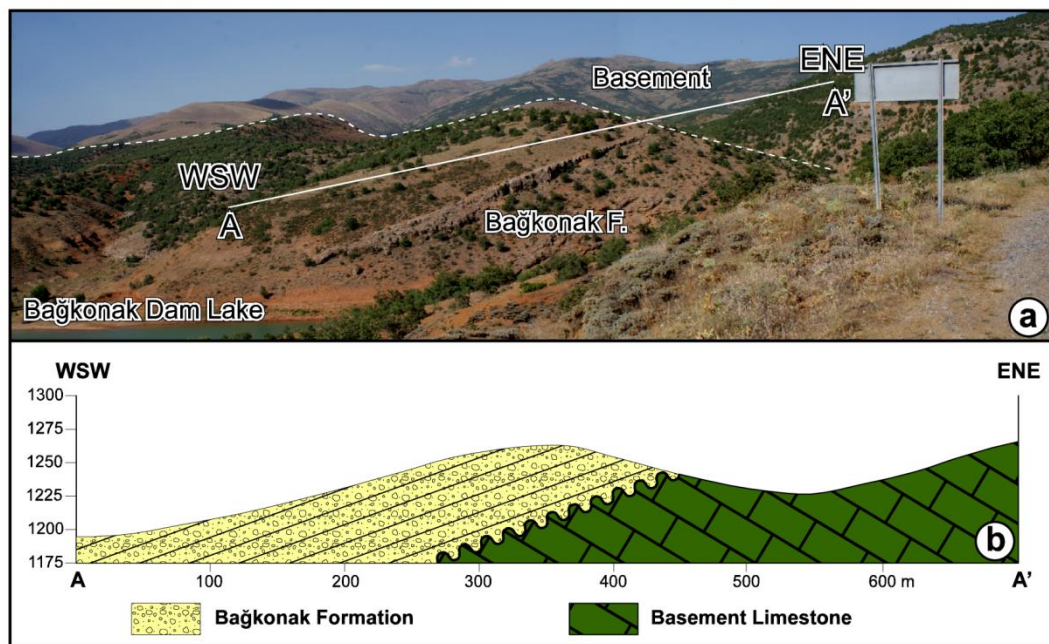 Basement
ENE
A'
WSW
A
Bağkonak F.
Bağkonak Dam Lake
a
WSW
ENE
1300
1275
1250
1225
1200
1175
b
A
100
200
300
400
500
600 m
A'
Bağkonak Formation
Basement Limestone